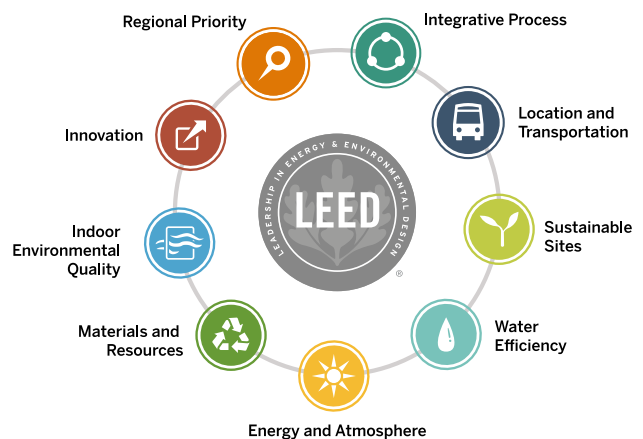 Regional Priority
Integrative Process
Innovation
Location and
Transportation
LEADERSHIP IN ENERGY & ENVIRONMENTAL DESIGN
LEED
®
Indoor
Environmental
Quality
Sustainable
Sites
Materials and
Resources
Water
Efficiency
Energy and Atmosphere